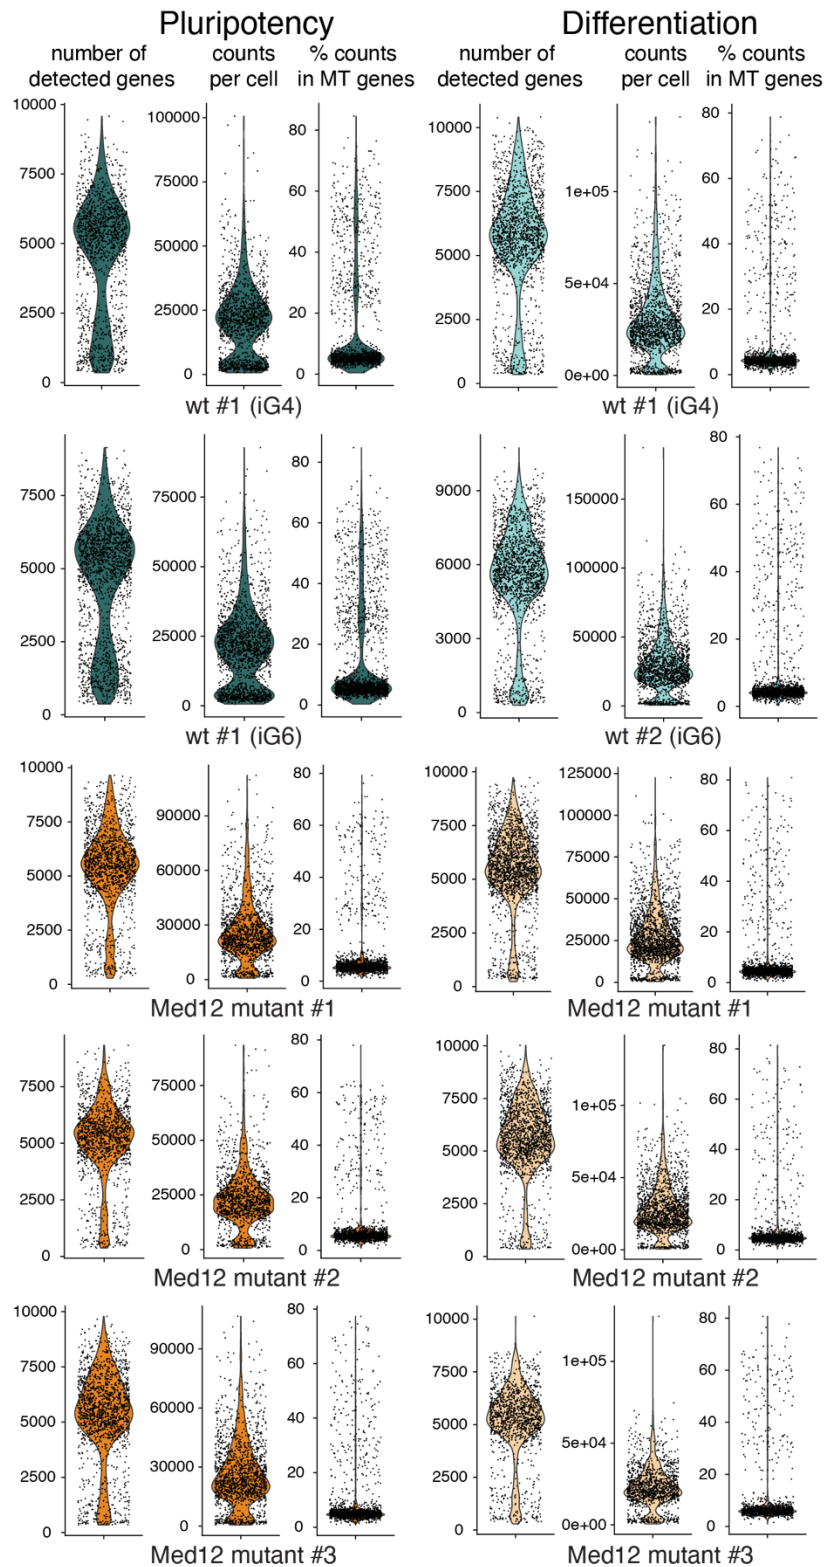 Pluripotency Differentiation
number of counts % counts number of counts % counts
detected genes per cell in MT genes detected genes per cell in MT genes
10000 7500 5000 2500 0
100000 75000 50000 25000 0
80 60 40 20 0
10000 7500 5000 2500 0
1e+05 5e+04 0e+00
80 60 40 20 0
wt #1 (iG4) wt #1 (iG4)
7500 5000 2500 0
75000 50000 25000 0
80 60 40 20 0
9000 6000 3000 0
150000 100000 50000 0
80 60 40 20 0
wt #1 (iG6) wt #2 (iG6)
10000 7500 5000 2500 0
90000 60000 30000 0
80 60 40 20 0
10000 7500 5000 2500 0
125000 100000 75000 50000 25000 0
80 60 40 20 0
Med12 mutant #1 Med12 mutant #1
7500 5000 2500 0
75000 50000 25000 0
80 60 40 20 0
10000 7500 5000 2500 0
1e+05 5e+04 0e+00
80 60 40 20 0
Med12 mutant #2 Med12 mutant #2
10000 7500 5000 2500 0
90000 60000 30000 0
80 60 40 20 0
10000 7500 5000 2500 0
1e+05 5e+04 0e+00
80 60 40 20 0
Med12 mutant #3 Med12 mutant #3